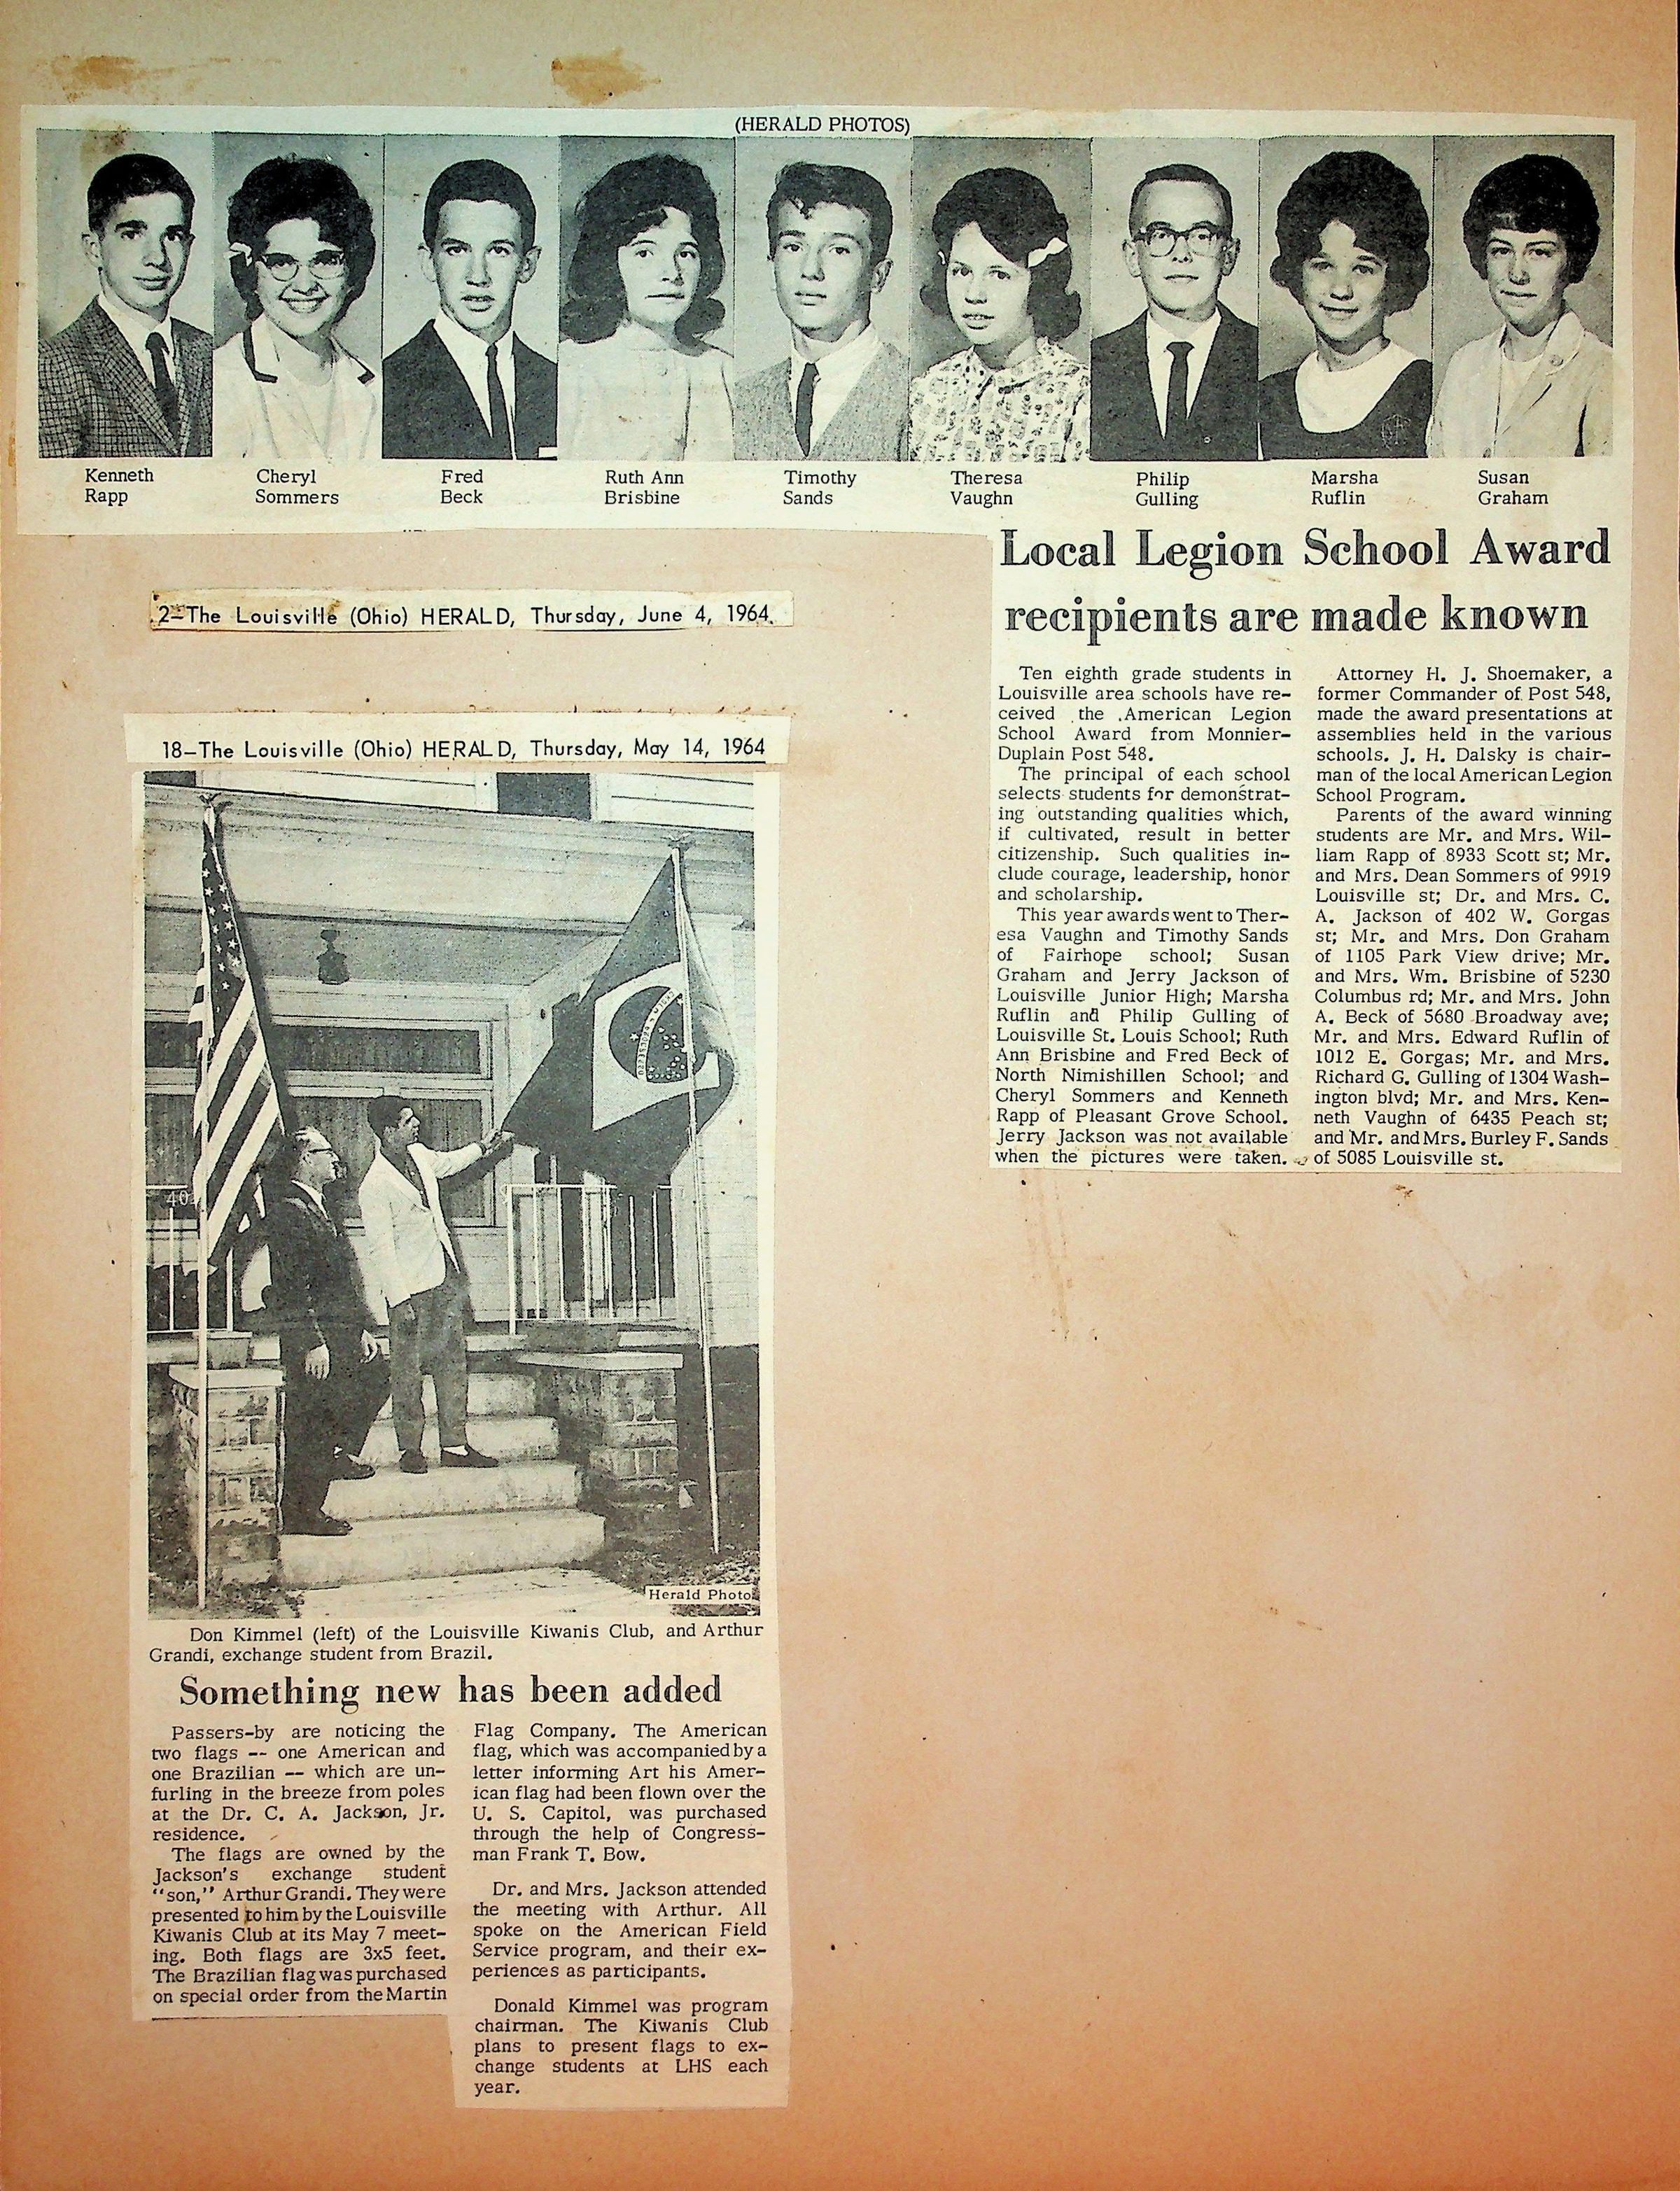 (HERALD PHOTOS)
Kenneth
Rapp
Cheryl
Sommers
Fred
Beck
Ruth Ann
Brisbine
Timothy
Sands
Theresa
Vaughn
Philip
Gulling
Marsha
Ruflin
Susan
Graham
Local Legion School Award
recipients are made known
Ten eighth grade students in
Louisville area schools have re-
ceived the American Legion
School Award from Monnier-
Duplain Post 548.
The principal of each school
selects students for demonstrat-
ing outstanding qualities which,
if cultivated, result in better
citizenship. Such qualities in-
clude courage, leadership, honor
and scholarship.
This year awards went to Ther-
esa Vaughn and Timothy Sands
of Fairhope school; Susan
Graham and Jerry Jackson of
Louisville Junior High; Marsha
Ruflin and Philip Gulling of
Louisville St. Louis School; Ruth
Ann Brisbine and Fred Beck of
North Nimishillen School; and
Cheryl Sommers and Kenneth
Rapp of Pleasant Grove School.
Jerry Jackson was not available
when the pictures were taken.
Attorney H. J. Shoemaker, a
former Commander of Post 548,
made the award presentations at
assemblies held in the various
schools. J. H. Dalsky is chair-
man of the local American Legion
School Program.
Parents of the award winning
students are Mr. and Mrs. Wil-
liam Rapp of 8933 Scott st; Mr.
and Mrs. Dean Sommers of 9919
Louisville st; Dr. and Mrs. C.
A. Jackson of 402 W. Gorgas
st; Mr. and Mrs. Don Graham
of 1105 Park View drive; Mr.
and Mrs. Wm. Brisbine of 5230
Columbus rd; Mr. and Mrs. John
A. Beck of 5680 Broadway ave;
Mr. and Mrs. Edward Ruflin of
1012 E. Gorgas; Mr. and Mrs.
Richard G. Gulling of 1304 Wash-
ington blvd; Mr. and Mrs. Ken-
neth Vaughn of 6435 Peach st;
and Mr. and Mrs. Burley F. Sands
of 5085 Louisville st.
2-The Louisville (Ohio) HERALD, Thursday, June 4, 1964.
18-The Louisville (Ohio) HERALD, Thursday, May 14, 1964
40
Herald Photo
Don Kimmel (left) of the Louisville Kiwanis Club, and Arthur
Grandi, exchange student from Brazil.
Something new has been added
Passers-by are noticing the
two flags -- one American and
one Brazilian -- which are un-
furling in the breeze from poles
at the Dr. C. A. Jackson, Jr.
residence.
The flags are owned by the
Jackson's exchange student
"son," Arthur Grandi. They were
presented to him by the Louisville
Kiwanis Club at its May 7 meet-
ing. Both flags are 3x5 feet.
The Brazilian flag was purchased
on special order from the Martin
Flag Company. The American
flag, which was accompanied by a
letter informing Art his Amer-
ican flag had been flown over the
U. S. Capitol, was purchased
through the help of Congress-
man Frank T. Bow.
Dr. and Mrs. Jackson attended
the meeting with Arthur. All
spoke on the American Field
Service program, and their ex-
periences as participants.
Donald Kimmel was program
chairman. The Kiwanis Club
plans to present flags to ex-
change students at LHS each
year.